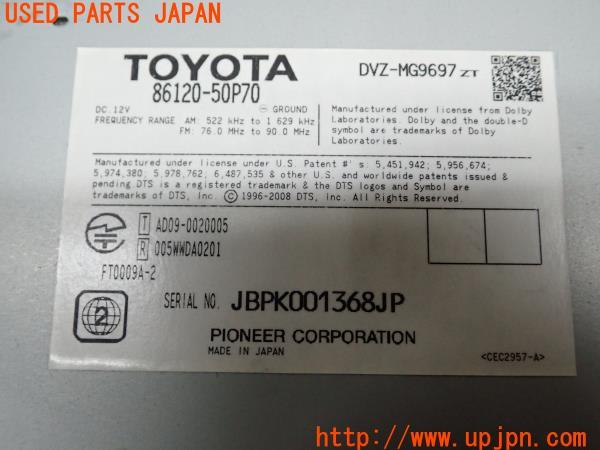 USED PARTS JAPAN
TOYOTA
86120-50P70
DVZ-MG9697 ZT
DC.12V
⊖ GROUND
FREQUENCY RANGE AM: 522 kHz to 1 629 kHz
FM: 76.0 MHz to 90.0 MHz
Manufactured under license from Dolby
Laboratories. Dolby and the double-D
symbol are trademarks of Dolby
Laboratories.
Manufactured under license under U.S. Patent #'s: 5,451,942; 5,956,674;
5,974,380; 5,978,762; 6,487,535 & other U.S. and worldwide patents issued &
pending. DTS is a registered trademark & the DTS logos and Symbol are
trademarks of DTS, Inc. © 1996-2008 DTS, Inc. All Rights Reserved.
T AD09-0020005
R 005WWDA0201
FT0009A-2
2
SERIAL NO. JBPK001368JP
PIONEER CORPORATION
MADE IN JAPAN
<CEC2957-A>
UPJ http://www.upjpn.com